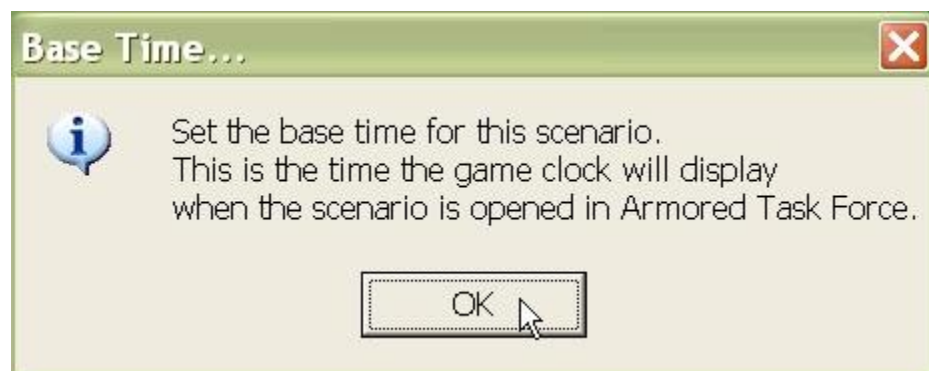 Base Time...
Set the base time for this scenario.
This is the time the game clock will display
when the scenario is opened in Armored Task Force.
OK